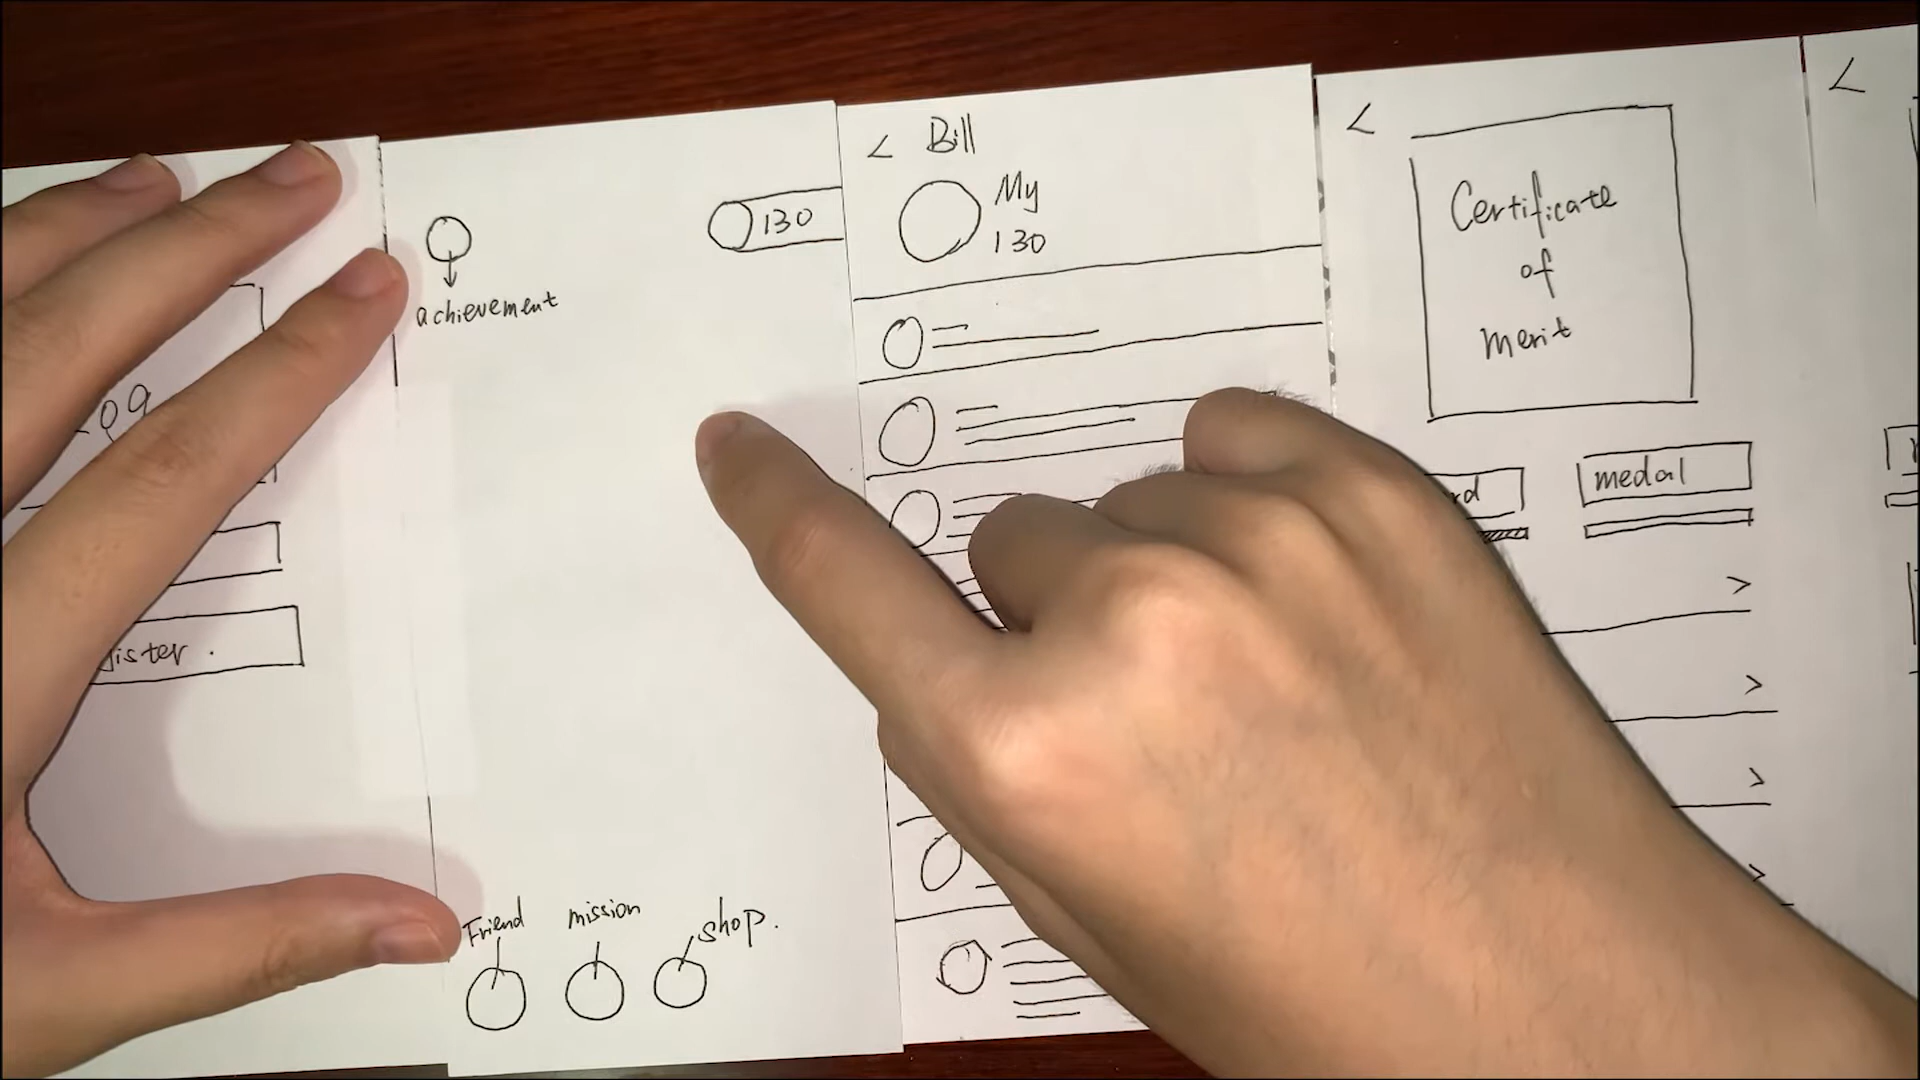 achievement
130
Friend
mission
shop.
< Bill
My
130
<
Certificate
of
merit
medal
>
>
>
>
<